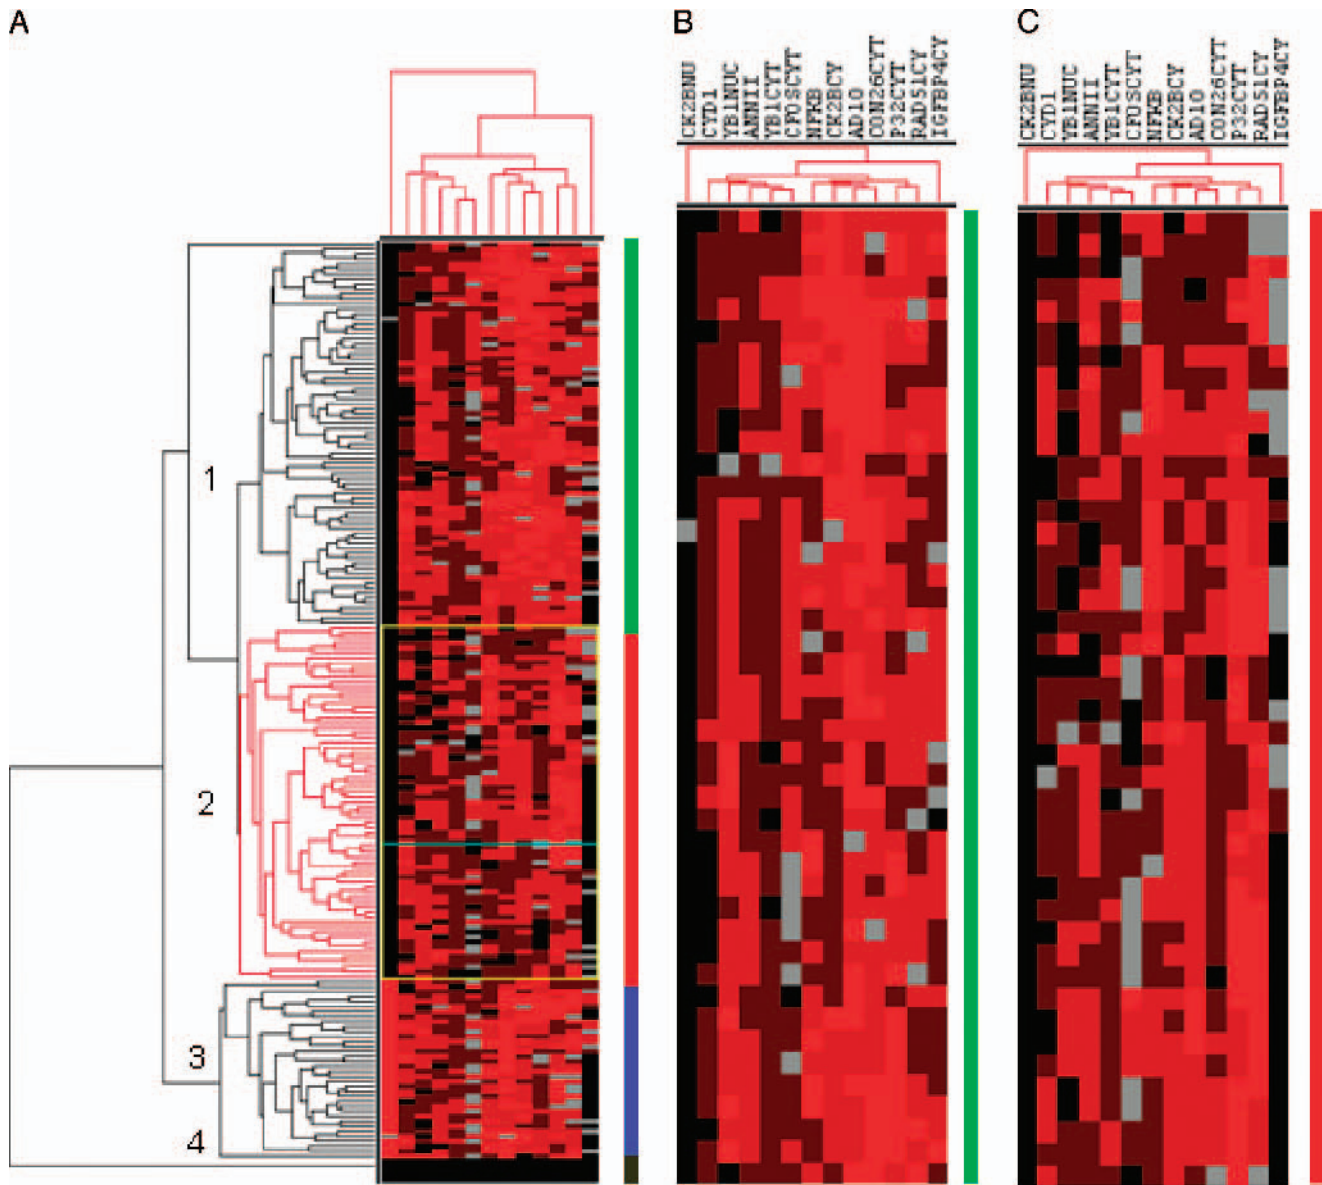 A
B
C
CK2BNU
CYD1
YB1NUC
ANNII
YB1CYT
CFOSCYT
NFKB
CK2BCY
AD10
CON26CYT
P32CYT
RAD51CY
IGFBP4CY
CK2BNU
CYD1
YB1NUC
ANNII
YB1CYT
CFOSCYT
NFKB
CK2BCY
AD10
CON26CYT
P32CYT
RAD51CY
IGFBP4CY
1
2
3
4